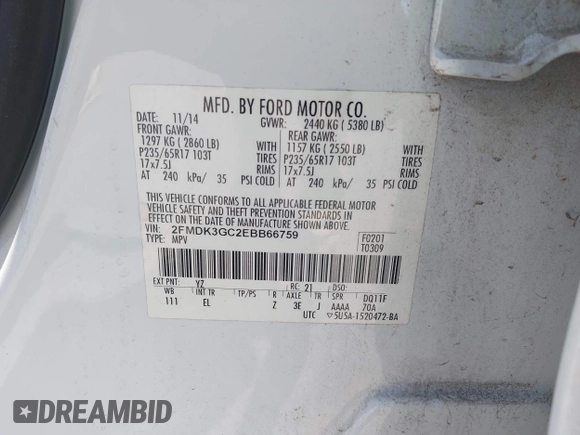 MFD. BY FORD MOTOR CO.
DATE: 11/14 GVWR: 2440 KG ( 5380 LB)
FRONT GAWR: REAR GAWR:
1297 KG ( 2860 LB) 1157 KG ( 2550 LB)
P235/65R17 103T TIRES P235/65R17 103T TIRES
17x7.5J RIMS 17x7.5J RIMS
AT 240 kPa/ 35 PSI COLD AT 240 kPa/ 35 PSI COLD
THIS VEHICLE CONFORMS TO ALL APPLICABLE FEDERAL MOTOR
VEHICLE SAFETY AND THEFT PREVENTION STANDARDS IN
EFFECT ON THE DATE OF MANUFACTURE SHOWN ABOVE.
VIN: 2FMDK3GC2EBB66759 F0201
TYPE: MPV T0309
EXT PNT: YZ RC: 21 DSO:
WB INT TR TP/PS R AXLE TR SPR DQ11F
111 EL Z 3E J AAAA 70A
UTC ▽5U5A-1520472-BA
DREAMBID